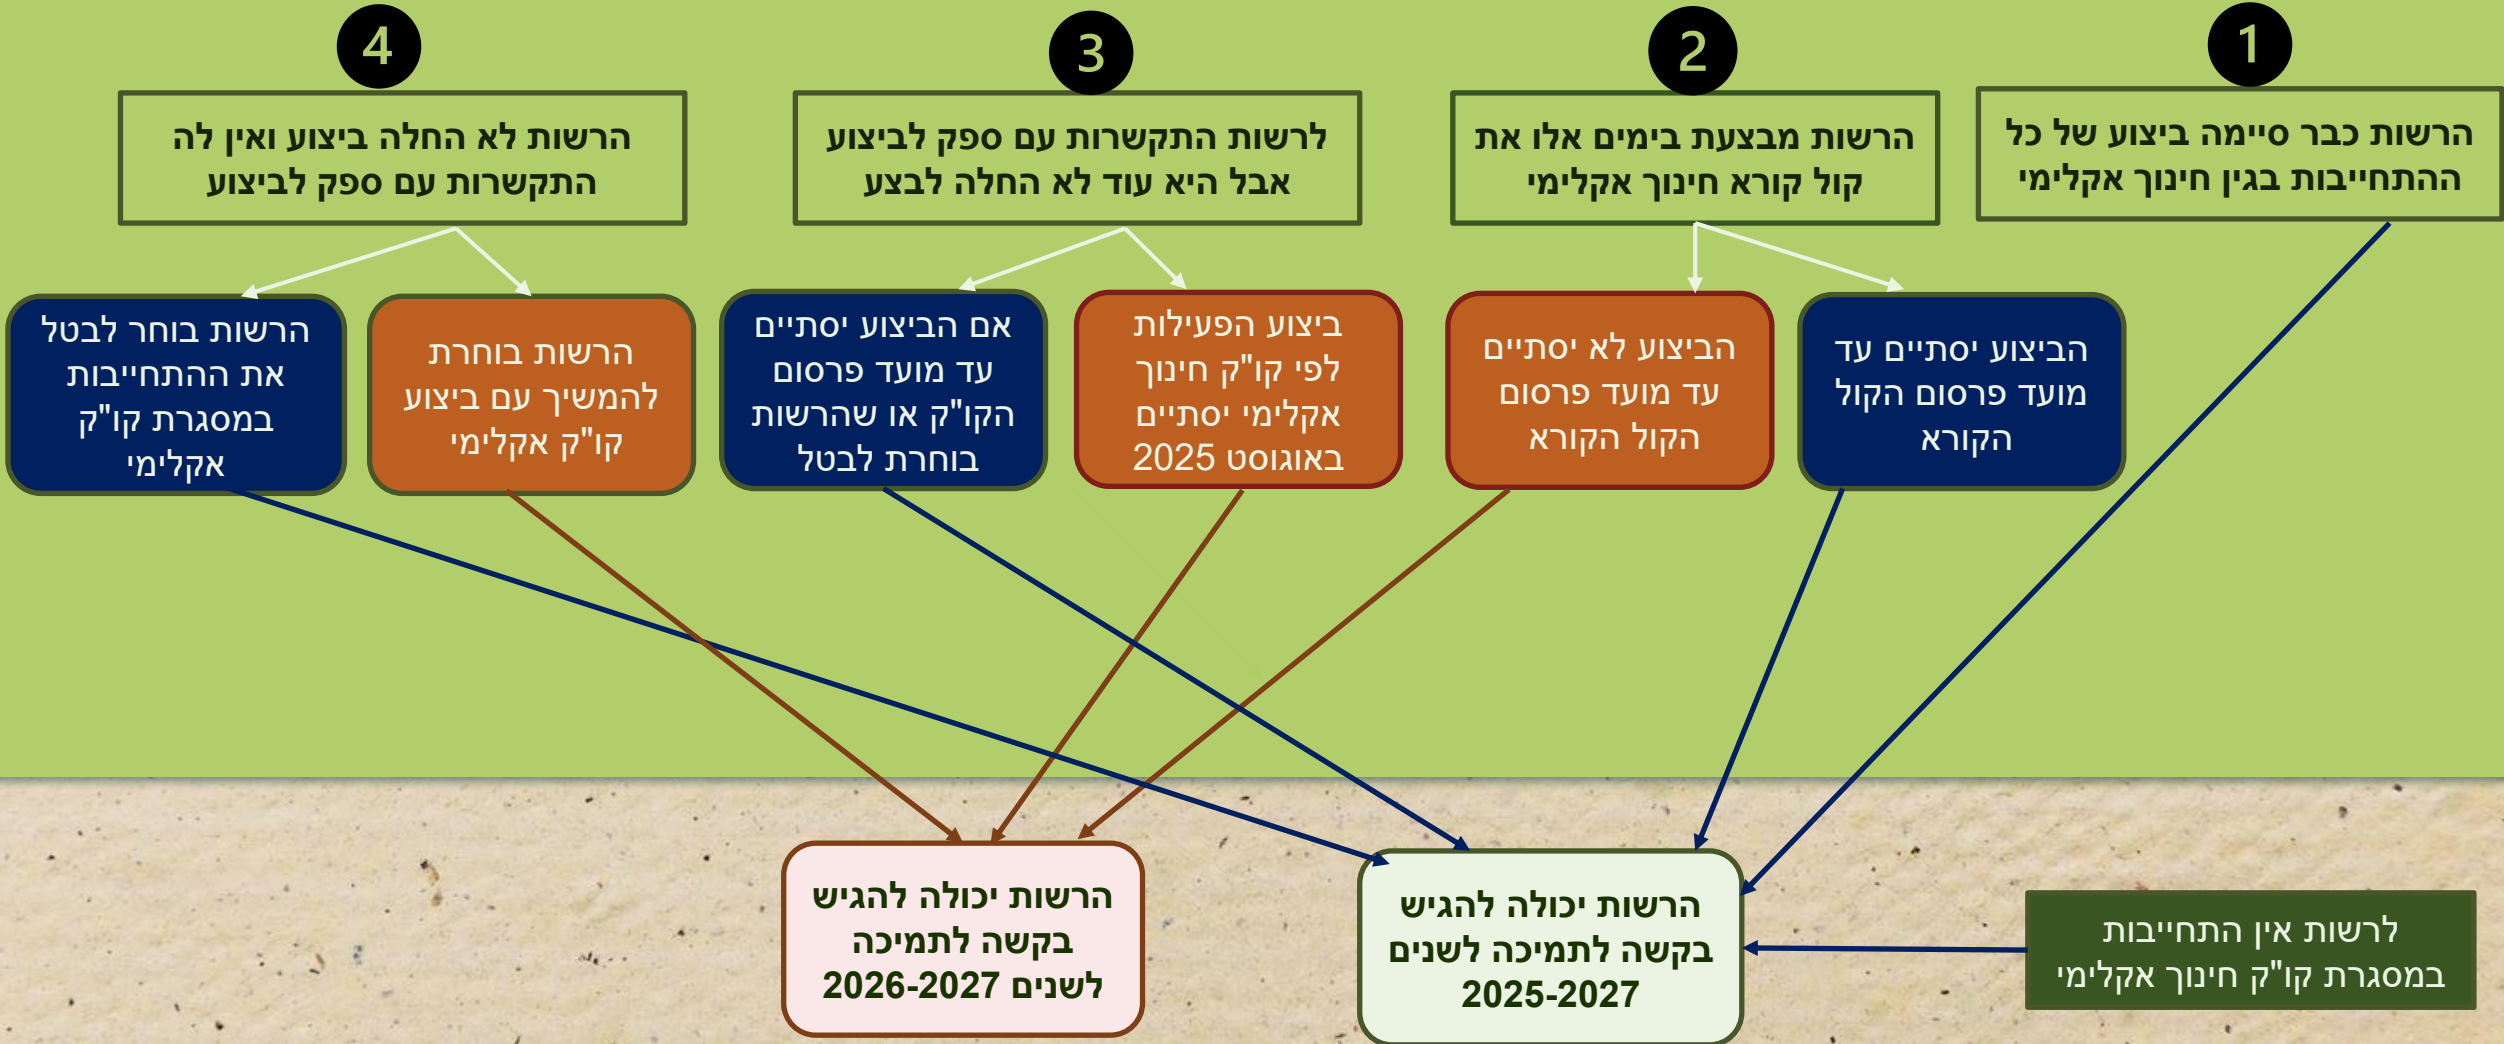 1
הרשות כבר סיימה ביצוע של כל
ההתחייבות בגין חינוך אקלימי
2
הרשות מבצעת בימים אלו את
קול קורא חינוך אקלימי
3
לרשות התקשרות עם ספק לביצוע
אבל היא עוד לא החלה לבצע
4
הרשות לא החלה ביצוע ואין לה
התקשרות עם ספק לביצוע
הביצוע יסתיים עד
מועד פרסום הקול
הקורא
הביצוע לא יסתיים
עד מועד פרסום
הקול הקורא
ביצוע הפעילות
לפי קו"ק חינוך
אקלימי יסתיים
באוגוסט 2025
אם הביצוע יסתיים
עד מועד פרסום
הקו"ק או שהרשות
בוחרת לבטל
הרשות בוחרת
להמשיך עם ביצוע
קו"ק אקלימי
הרשות בוחר לבטל
את ההתחייבות
במסגרת קו"ק
אקלימי
לרשות אין התחייבות
במסגרת קו"ק חינוך אקלימי
הרשות יכולה להגיש
בקשה לתמיכה לשנים
2025-2027
הרשות יכולה להגיש
בקשה לתמיכה
לשנים 2026-2027